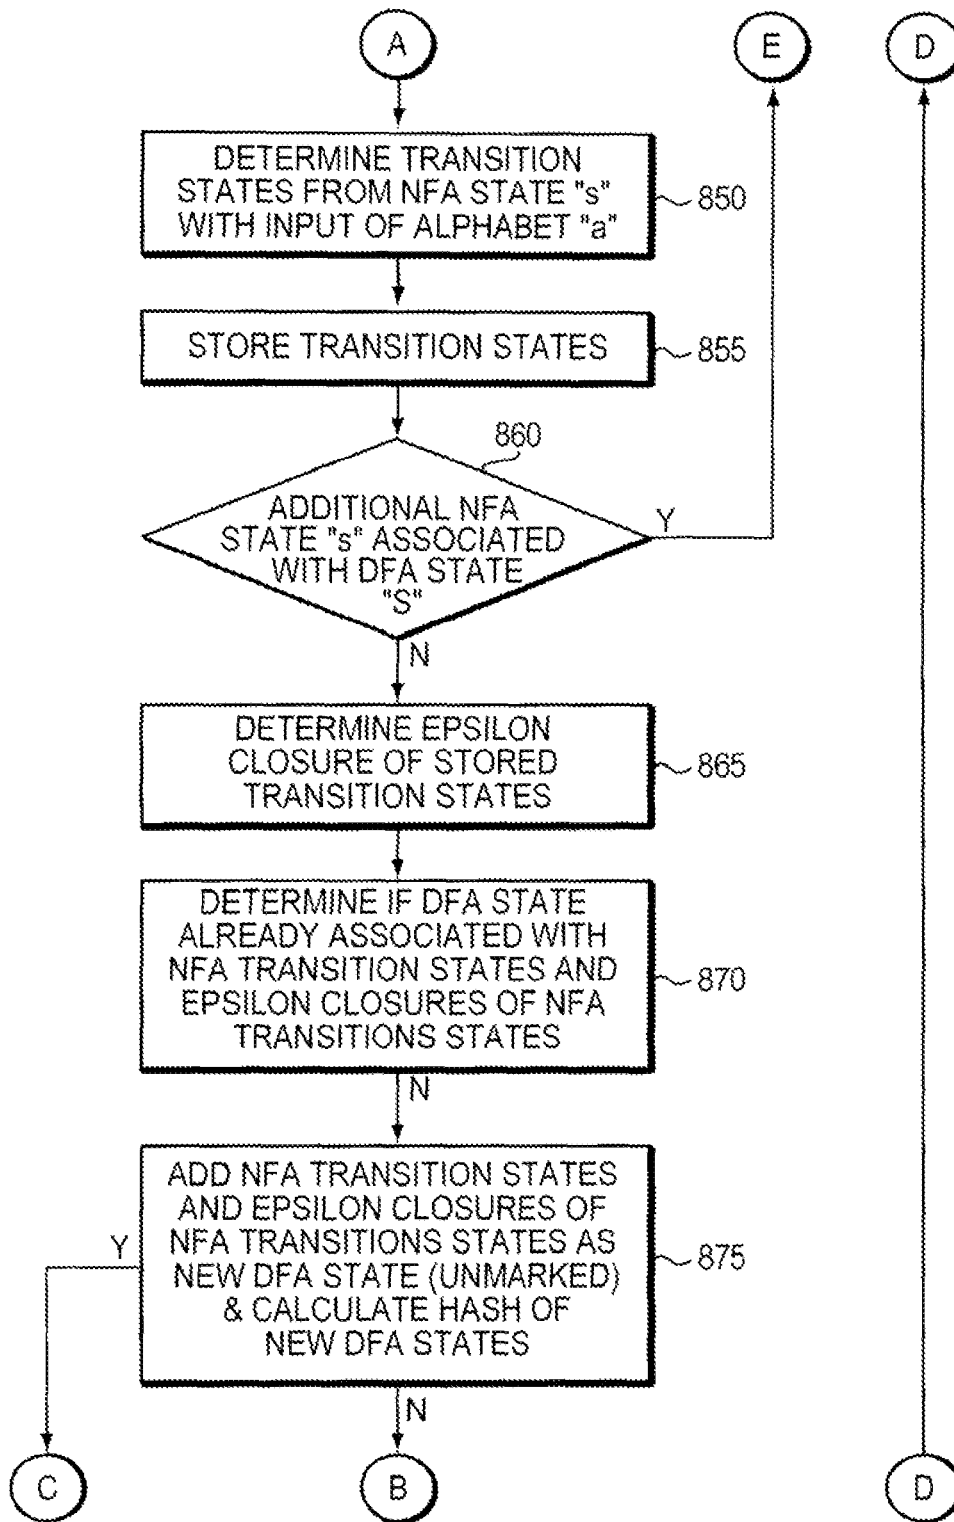 A
E
D
DETERMINE TRANSITION
STATES FROM NFA STATE "s"
WITH INPUT OF ALPHABET "a"
850
STORE TRANSITION STATES
855
860
ADDITIONAL NFA
STATE "s" ASSOCIATED
WITH DFA STATE
"S"
Y
N
DETERMINE EPSILON
CLOSURE OF STORED
TRANSITION STATES
865
DETERMINE IF DFA STATE
ALREADY ASSOCIATED WITH
NFA TRANSITION STATES AND
EPSILON CLOSURES OF NFA
TRANSITIONS STATES
870
N
ADD NFA TRANSITION STATES
AND EPSILON CLOSURES OF
NFA TRANSITIONS STATES AS
NEW DFA STATE (UNMARKED)
& CALCULATE HASH OF
NEW DFA STATES
Y
875
N
C
B
D